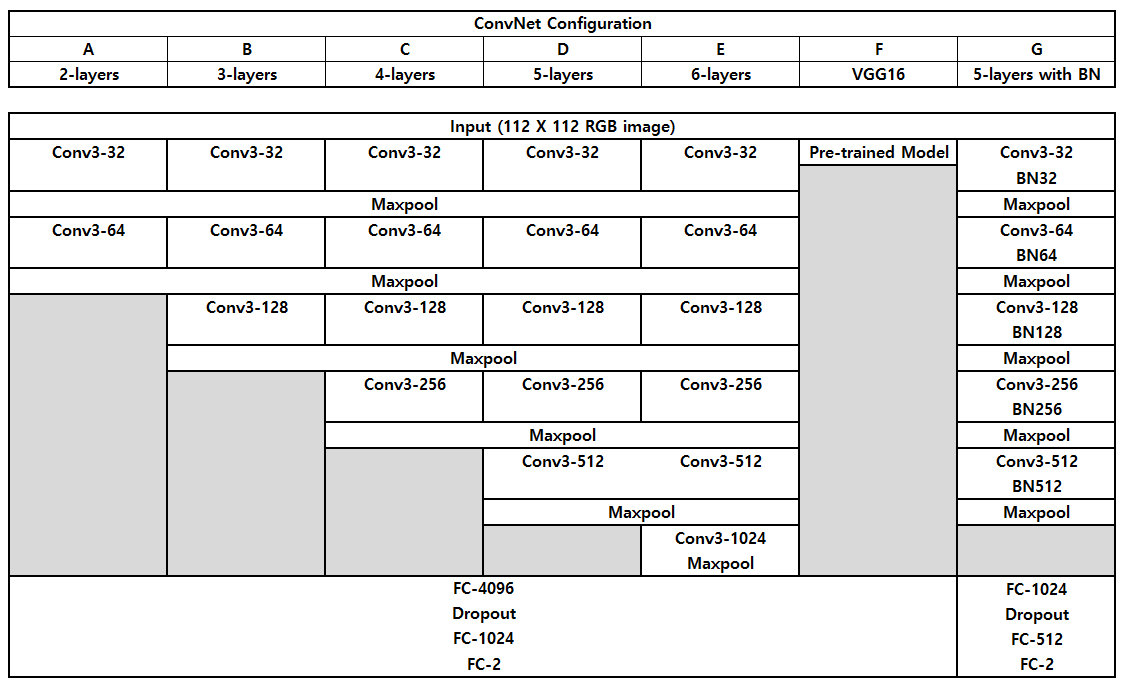 ConvNet Configuration
A B C D E F G
2-layers 3-layers 4-layers 5-layers 6-layers VGG16 5-layers with BN
Input (112 X 112 RGB image)
Conv3-32 Conv3-32 Conv3-32 Conv3-32 Conv3-32 Pre-trained Model Conv3-32
BN32
Maxpool Maxpool
Conv3-64 Conv3-64 Conv3-64 Conv3-64 Conv3-64 Conv3-64
BN64
Maxpool Maxpool
Conv3-128 Conv3-128 Conv3-128 Conv3-128 Conv3-128
BN128
Maxpool Maxpool
Conv3-256 Conv3-256 Conv3-256 Conv3-256
BN256
Maxpool Maxpool
Conv3-512 Conv3-512 Conv3-512
BN512
Maxpool Maxpool
Conv3-1024
Maxpool
FC-4096 FC-1024
Dropout Dropout
FC-1024 FC-512
FC-2 FC-2